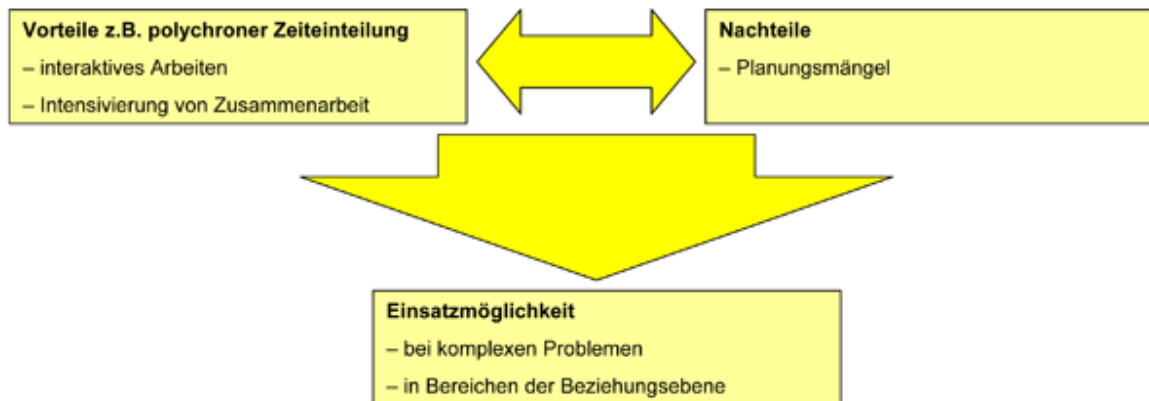 Vorteile z.B. polychroner Zeiteinteilung
– interaktives Arbeiten
– Intensivierung von Zusammenarbeit
Nachteile
– Planungsmängel
Einsatzmöglichkeit
– bei komplexen Problemen
– in Bereichen der Beziehungsebene